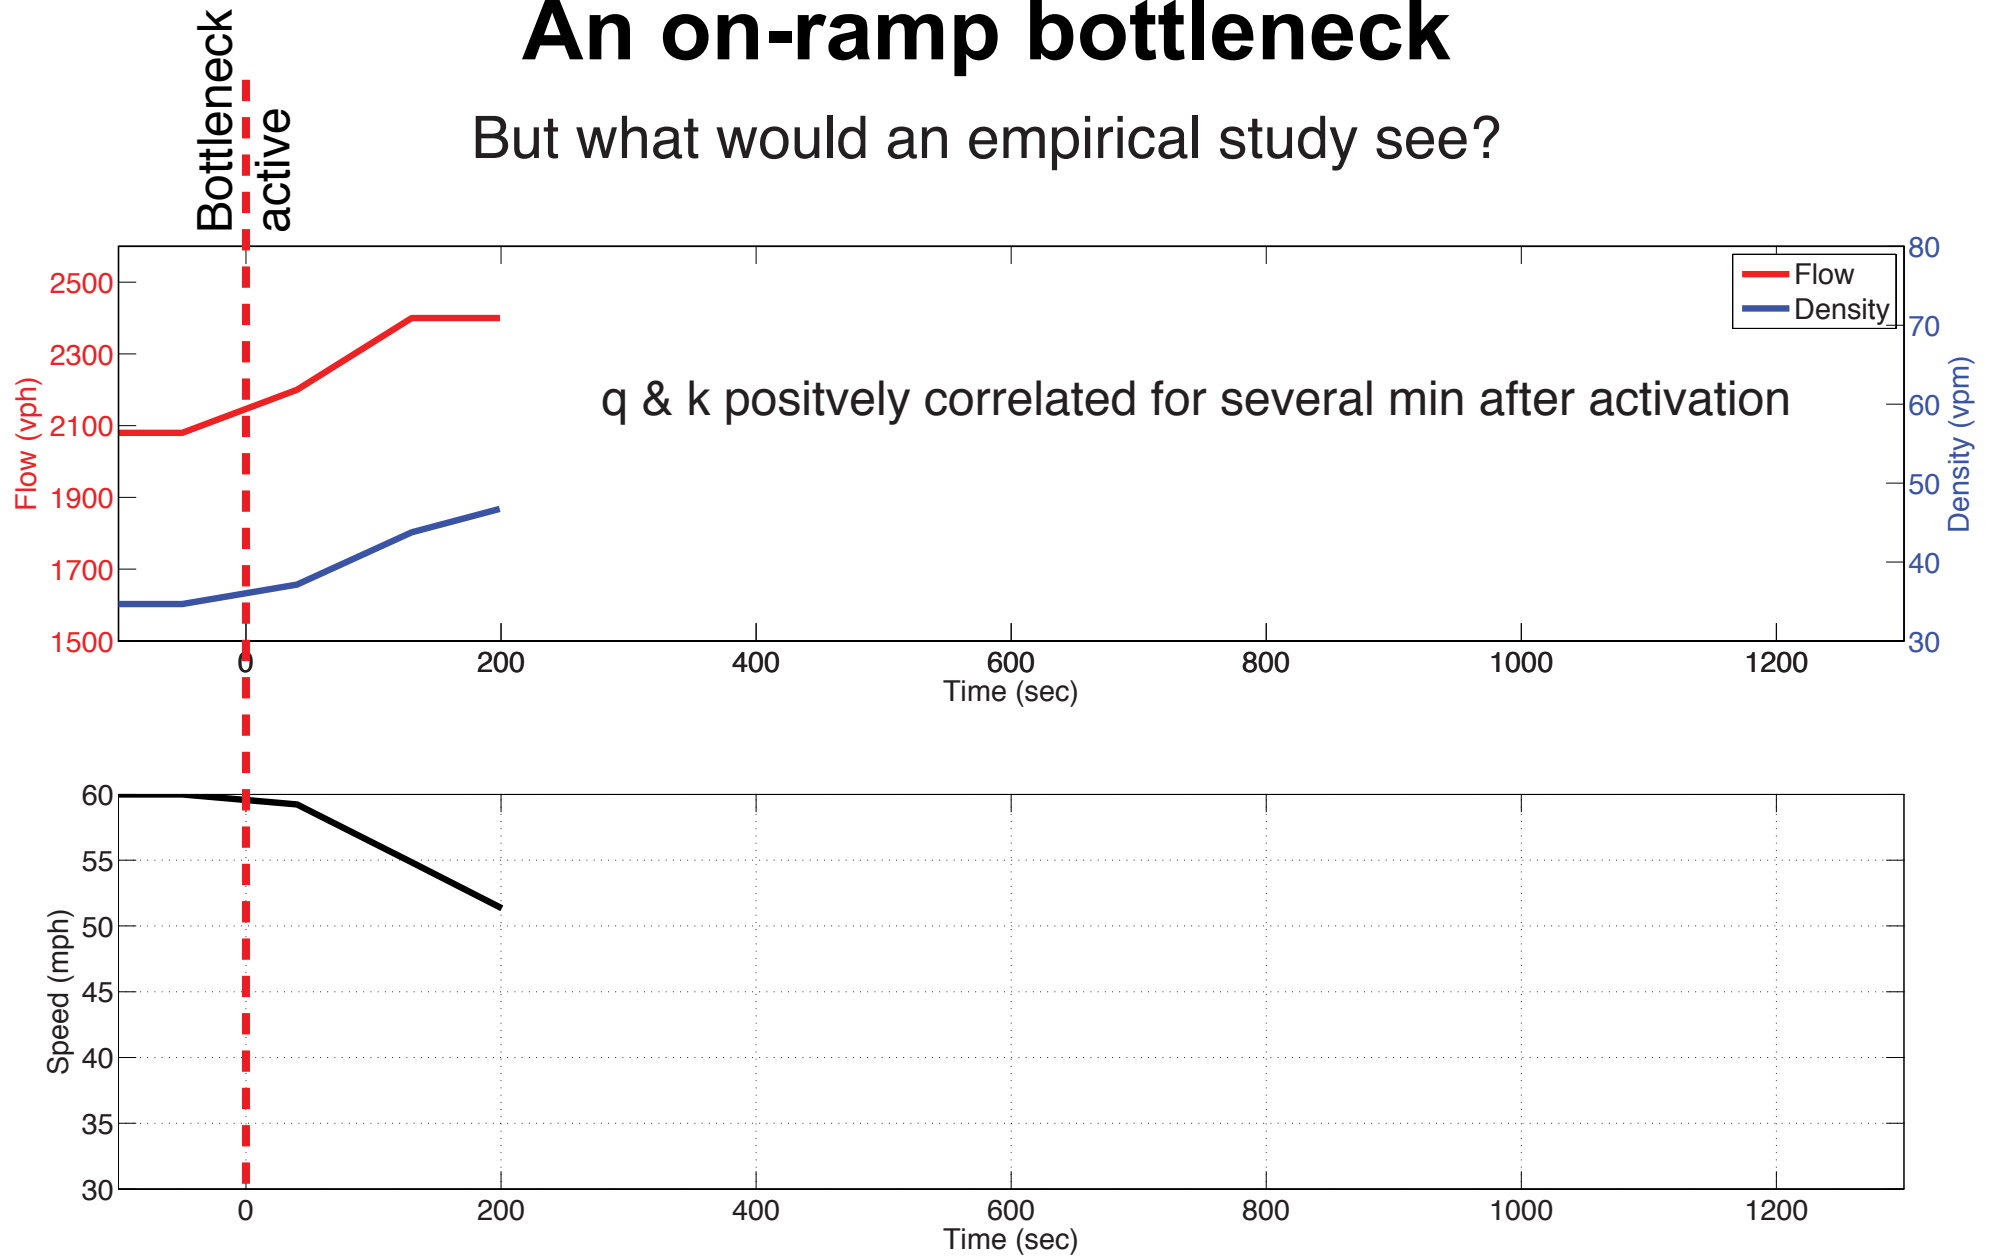 An on-ramp bottleneck
But what would an empirical study see?
Bottleneck
active
2500
2300
2100
1900
1700
1500
Flow (vph)
80
70
60
50
40
30
Density (vpm)
Flow
Density
q & k positvely correlated for several min after activation
0
200
400
600
800
1000
1200
Time (sec)
60
55
50
45
40
35
30
Speed (mph)
0
200
400
600
800
1000
1200
Time (sec)